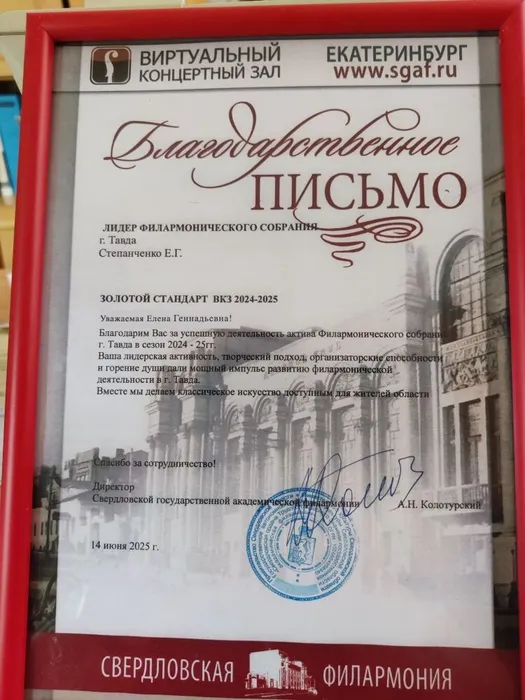 ВИРТУАЛЬНЫЙ
КОНЦЕРТНЫЙ ЗАЛ
ЕКАТЕРИНБУРГ
www.sgaf.ru
Благодарственное
ПИСЬМО
ЛИДЕР ФИЛАРМОНИЧЕСКОГО СОБРАНИЯ
г. Тавда
Степанченко Е.Г.
ЗОЛОТОЙ СТАНДАРТ ВКЗ 2024-2025
Уважаемая Елена Геннадьевна!
Благодарим Вас за успешную деятельность актива Филармонического собрания
г. Тавда в сезон 2024 - 25гг.
Ваша лидерская активность, творческий подход, организаторские способности
и горение души дали мощный импульс развитию филармонической
деятельности в г. Тавда.
Вместе мы делаем классическое искусство доступным для жителей области
Спасибо за сотрудничество!
Директор
Свердловской государственной академической филармонии
А.Н. Колотурский
14 июня 2025 г.
СВЕРДЛОВСКАЯ ФИЛАРМОНИЯ